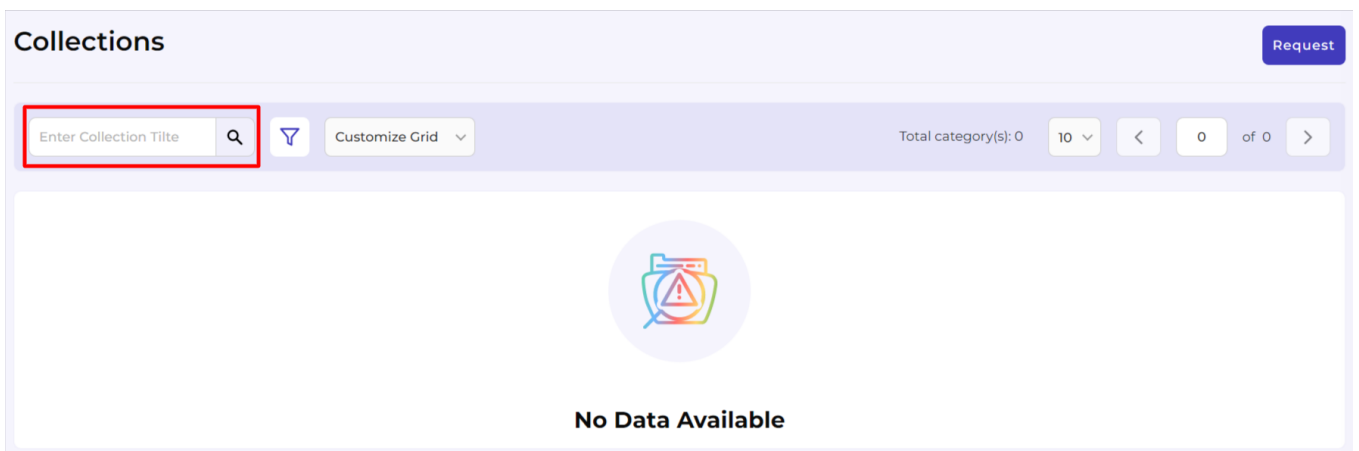 Collections
Request
Enter Collection Tilte
Customize Grid
Total category(s): 0
10
0
of 0
No Data Available